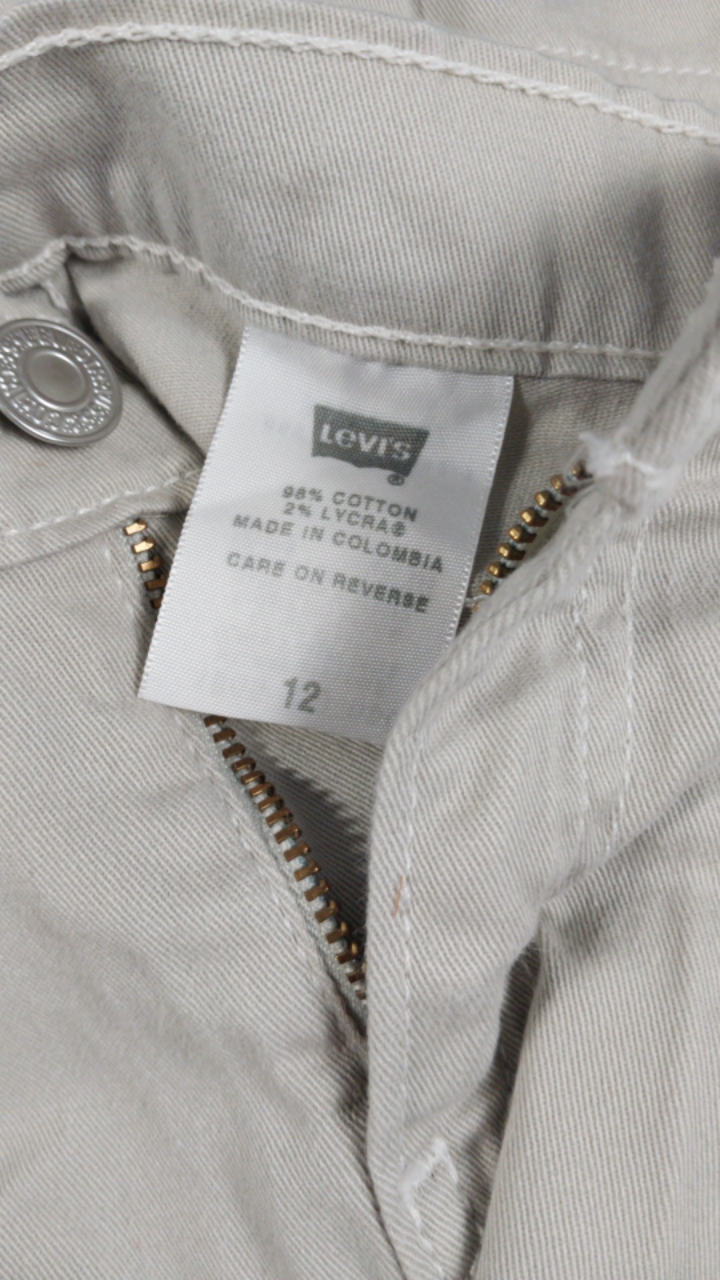 LEVI'S
®
98% COTTON
2% LYCRA®
MADE IN COLOMBIA
CARE ON REVERSE
12